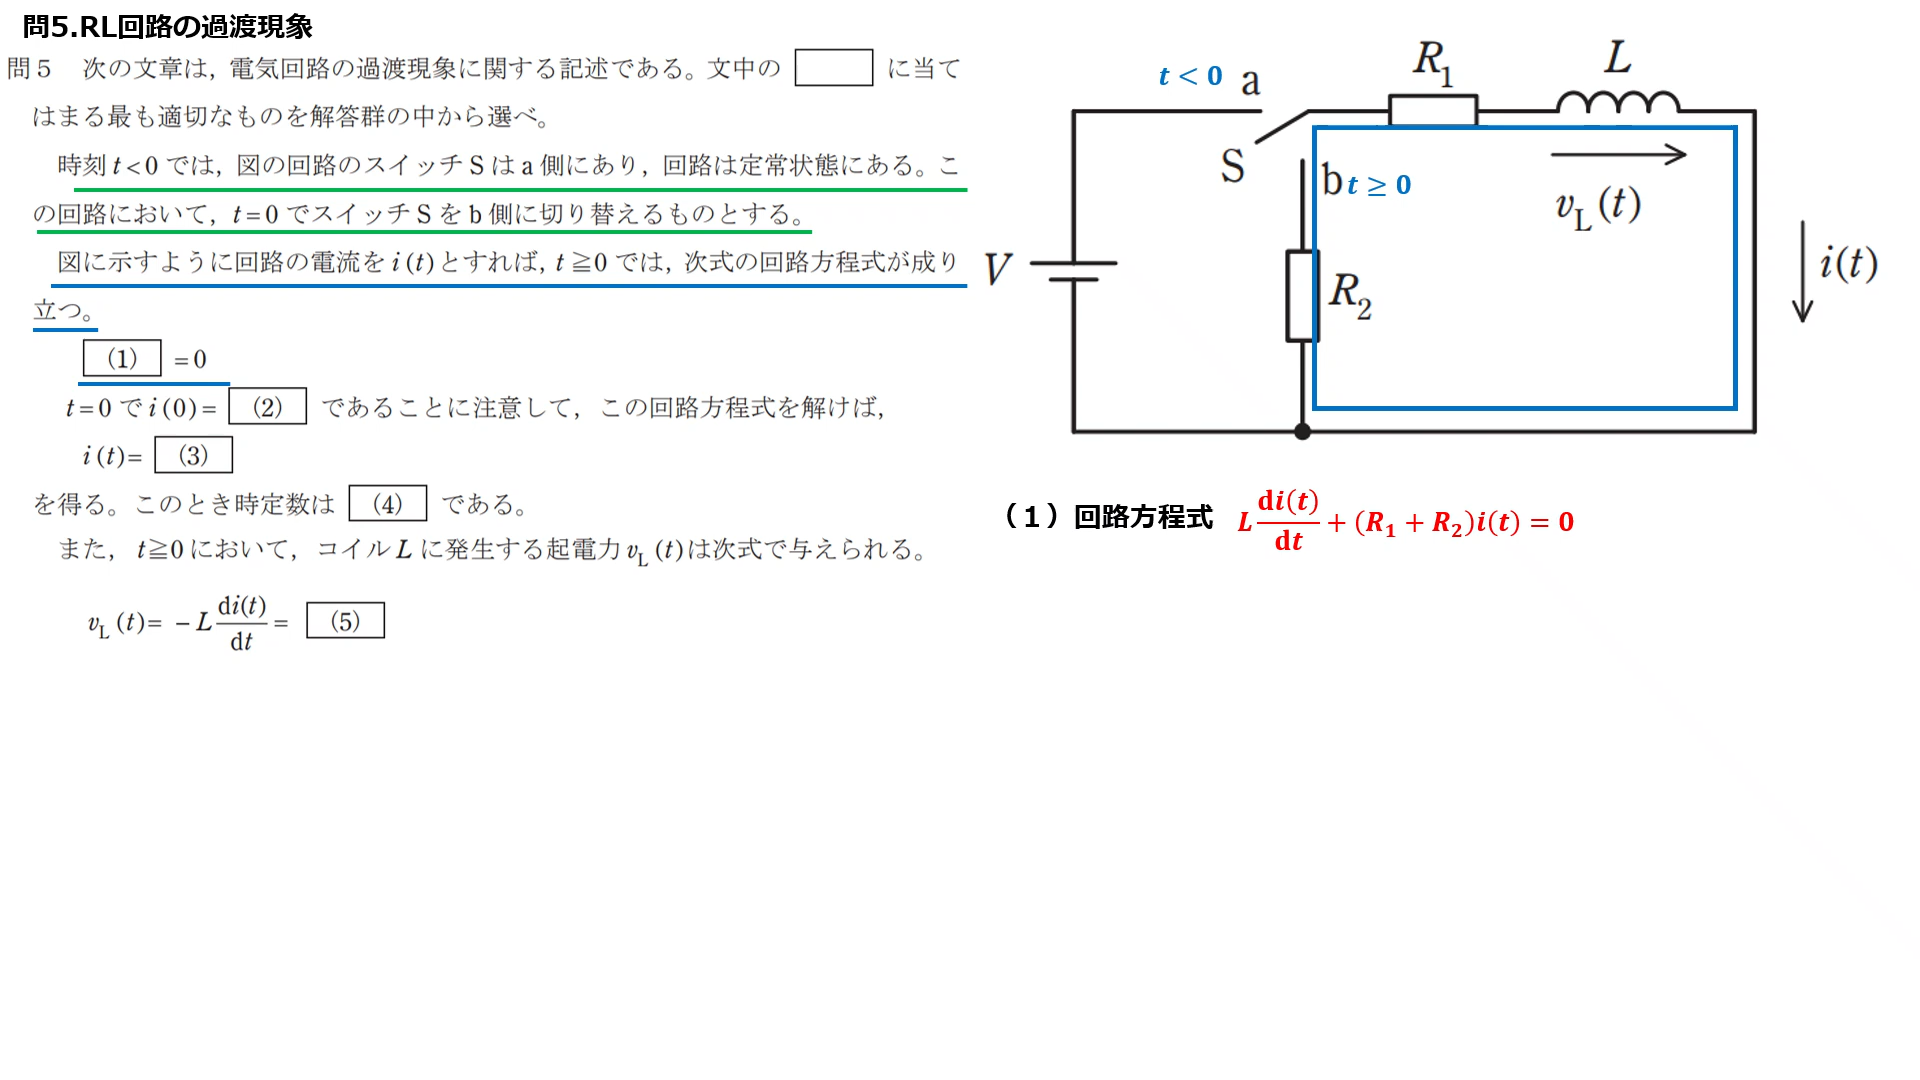 問5.RL回路の過渡現象
問５　次の文章は，電気回路の過渡現象に関する記述である。文中の　　　に当て
はまる最も適切なものを解答群の中から選べ。
時刻 t<0 では，図の回路のスイッチ S は a 側にあり，回路は定常状態にある。こ
の回路において，t=0 でスイッチ S を b 側に切り替えるものとする。
図に示すように回路の電流を i (t) とすれば，t ≧0 では，次式の回路方程式が成り
立つ。
(1) =0
t=0 で i (0)= (2) であることに注意して，この回路方程式を解けば，
i (t)= (3)
を得る。このとき時定数は (4) である。
また，t≧0 において，コイル L に発生する起電力 vL (t) は次式で与えられる。
vL (t)= −L di(t)/dt = (5)
t < 0 a
R1
L
S
b t ≥ 0
vL (t)
V
R2
i(t)
（１）回路方程式 L di(t)/dt + (R1 + R2)i(t) = 0